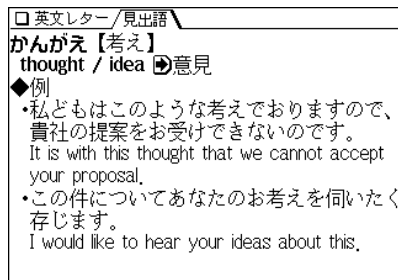 英文レター/見出語
かんがえ【考え】
thought / idea ➡意見
◆例
・私どもはこのような考えでおりますので、
貴社の提案をお受けできないのです。
It is with this thought that we cannot accept
your proposal.
・この件についてあなたのお考えを伺いたく
存じます。
I would like to hear your ideas about this.